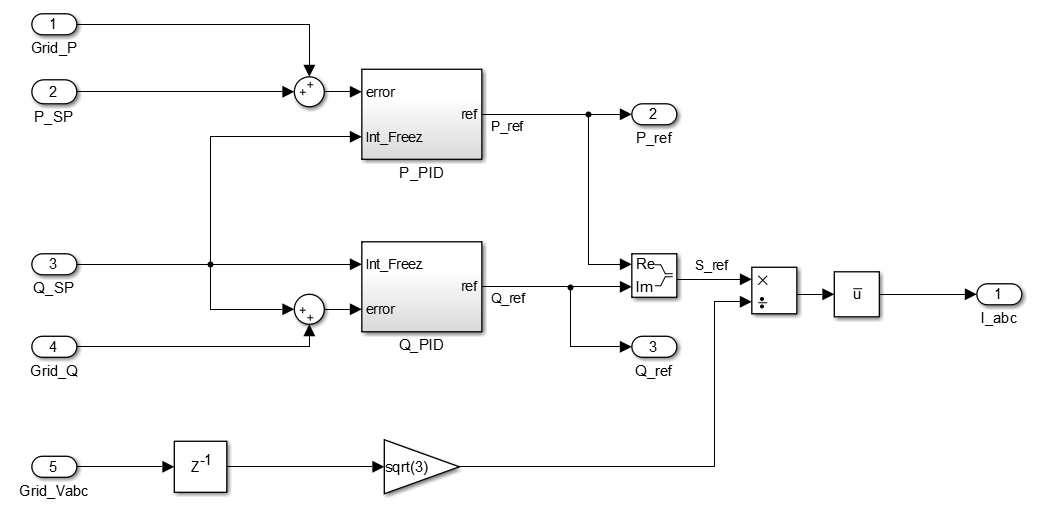 1
Grid_P
2
P_SP
+
+
error
Int_Freez
ref
P_PID
P_ref
2
P_ref
3
Q_SP
Int_Freez
error
ref
Q_PID
+
+
Q_ref
Re
Im
S_ref
×
÷
u̅
1
I_abc
4
Grid_Q
3
Q_ref
5
Grid_Vabc
Z⁻¹
sqrt(3)